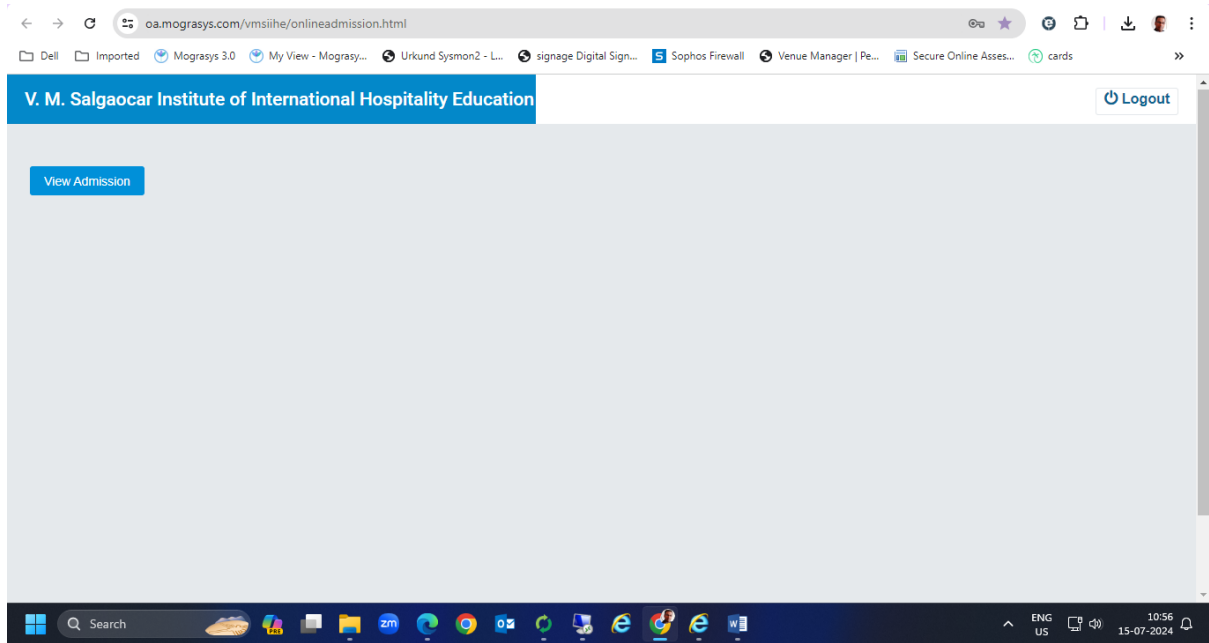 oa.mograsys.com/vmsiihe/onlineadmission.html
Dell Imported Mograsys 3.0 My View - Mograsy... Urkund Sysmon2 - L... signage Digital Sign... S Sophos Firewall Venue Manager | Pe... Secure Online Asses... cards »
V. M. Salgaocar Institute of International Hospitality Education
Logout
View Admission
Search PRE zm ENG 10:56
US 15-07-2024